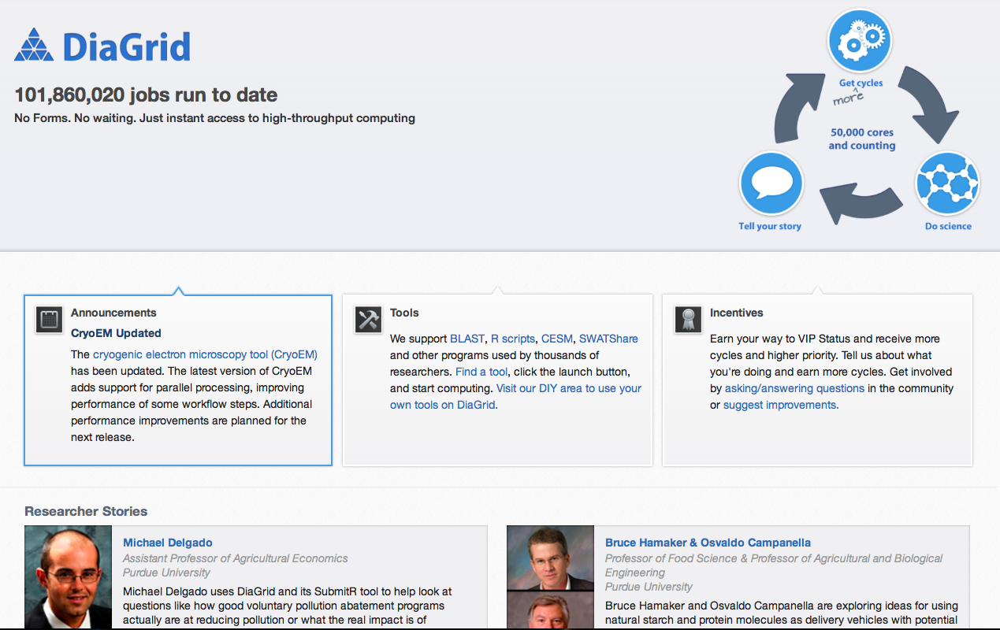 DiaGrid
101,860,020 jobs run to date
No Forms. No waiting. Just instant access to high-throughput computing
Get cycles
^
more
50,000 cores
and counting
Tell your story
Do science
Announcements
CryoEM Updated
The cryogenic electron microscopy tool (CryoEM)
has been updated. The latest version of CryoEM
adds support for parallel processing, improving
performance of some workflow steps. Additional
performance improvements are planned for the
next release.
Tools
We support BLAST, R scripts, CESM, SWATShare
and other programs used by thousands of
researchers. Find a tool, click the launch button,
and start computing. Visit our DIY area to use your
own tools on DiaGrid.
Incentives
Earn your way to VIP Status and receive more
cycles and higher priority. Tell us about what
you're doing and earn more cycles. Get involved
by asking/answering questions in the community
or suggest improvements.
Researcher Stories
Michael Delgado
Assistant Professor of Agricultural Economics
Purdue University
Michael Delgado uses DiaGrid and its SubmitR tool to help look at
questions like how good voluntary pollution abatement programs
actually are at reducing pollution or what the real impact is of
Bruce Hamaker & Osvaldo Campanella
Professor of Food Science & Professor of Agricultural and Biological
Engineering
Purdue University
Bruce Hamaker and Osvaldo Campanella are exploring ideas for using
natural starch and protein molecules as delivery vehicles with potential